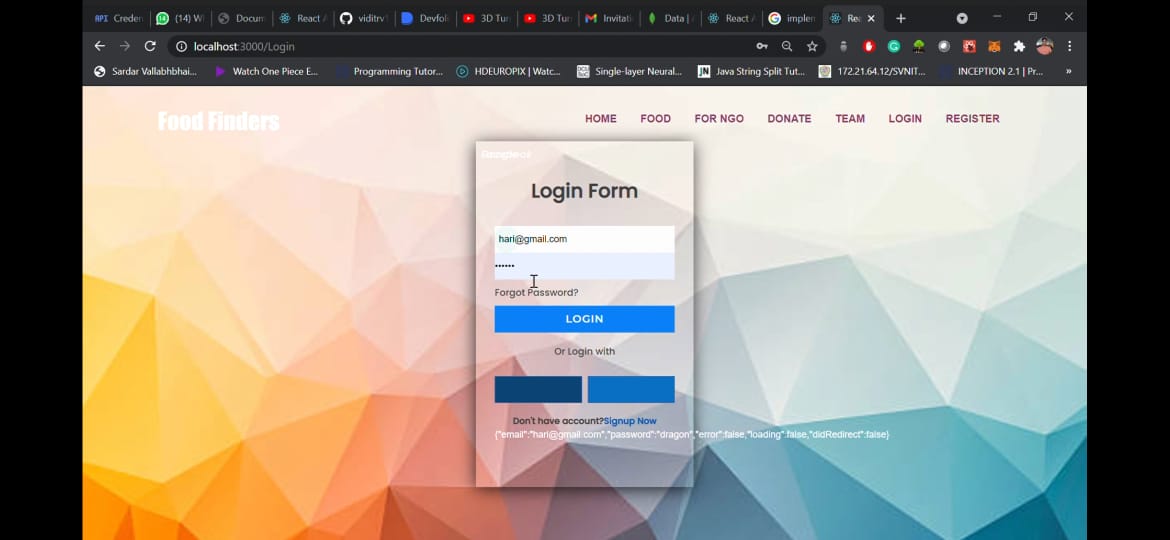 API Creden
(14) W
Docum
React A
viditrv1
Devfol
3D Tur
3D Tur
Invitati
Data |
React A
implem
Rea
localhost:3000/Login
Sardar Vallabhbhai...
Watch One Piece E...
Programming Tutor...
HDEUROPIX | Watc...
Single-layer Neural...
Java String Split Tut...
172.21.64.12/SVNIT...
INCEPTION 2.1 | Pr...
»
Food Finders
HOME
FOOD
FOR NGO
DONATE
TEAM
LOGIN
REGISTER
Login Form
hari@gmail.com
••••••
Forgot Password?
LOGIN
Or Login with
Don't have account?Signup Now
{"email":"hari@gmail.com","password":"dragon","error":false,"loading":false,"didRedirect":false}